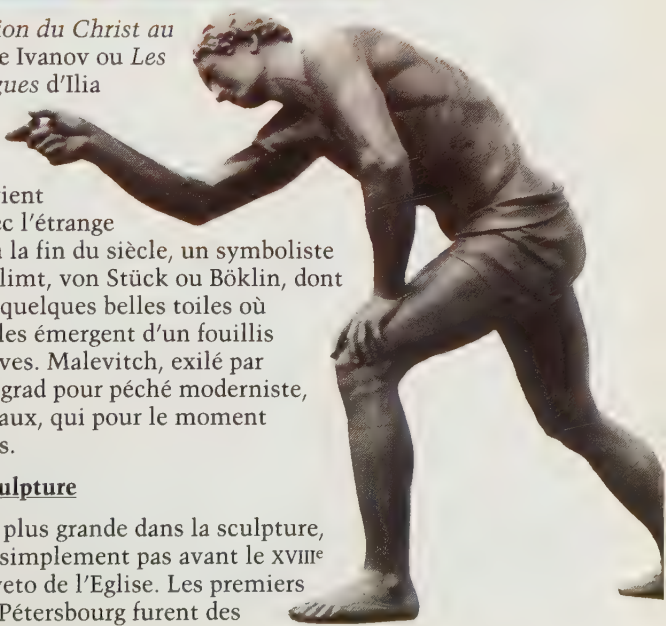 ion du Christ au
e Ivanov ou Les
gues d'Ilia
rient
ec l'étrange
à la fin du siècle, un symboliste
limt, von Stück ou Böklin, dont
quelques belles toiles où
les émergent d'un fouillis
ves. Malevitch, exilé par
grad pour péché moderniste,
aux, qui pour le moment
s.
ulpture
plus grande dans la sculpture,
simplement pas avant le XVIIIe
veto de l'Eglise. Les premiers
Pétersbourg furent des